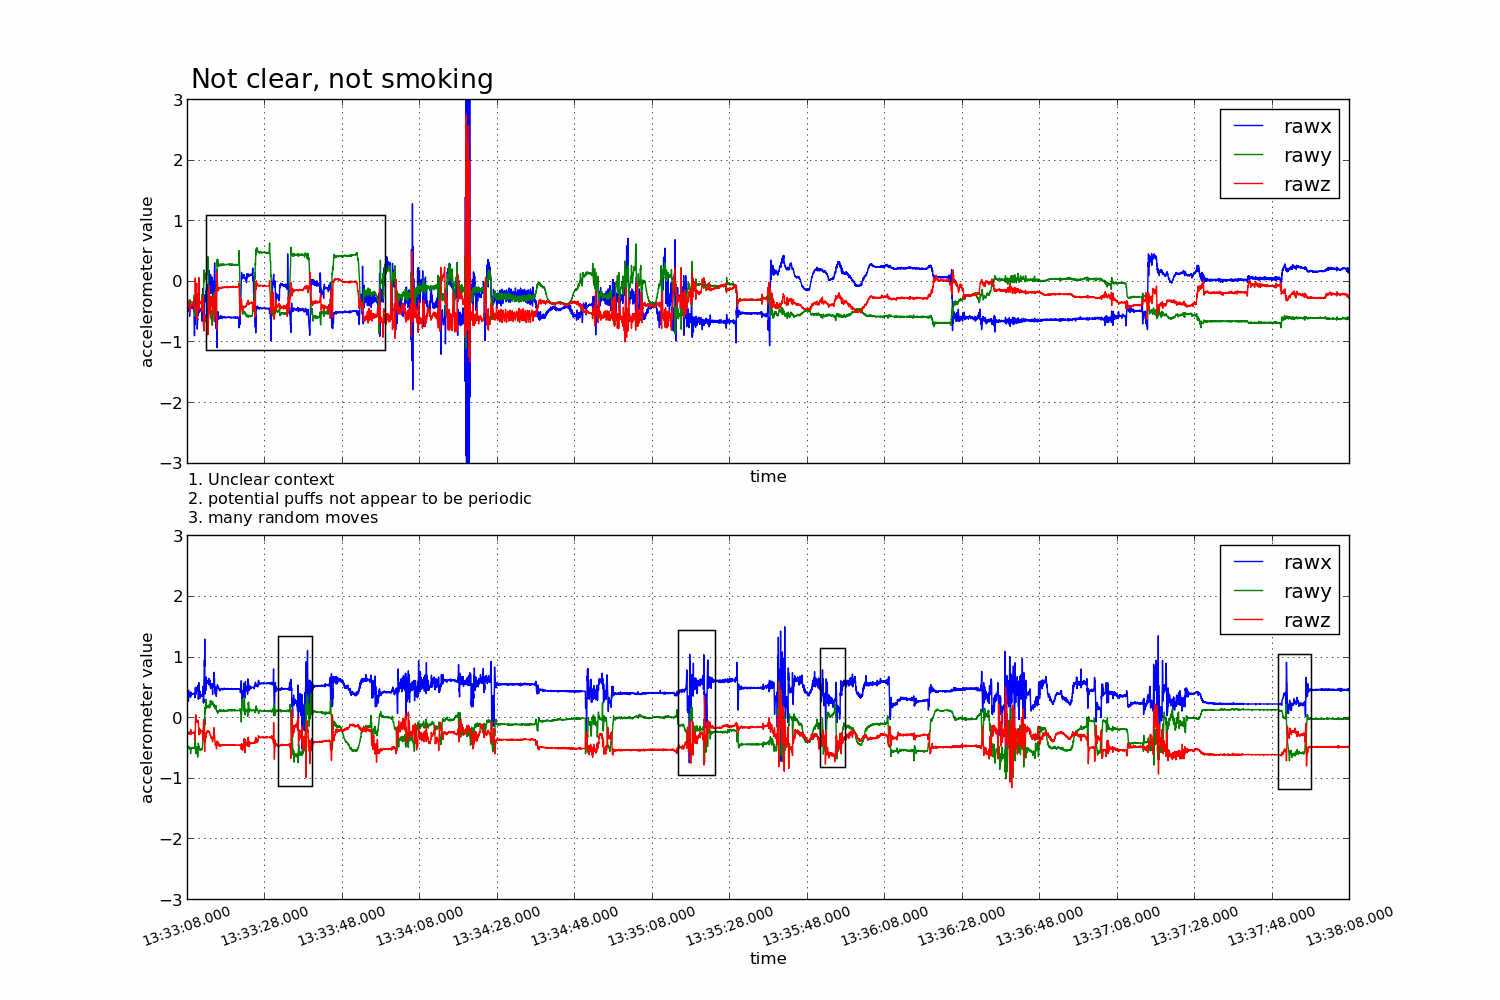 Not clear, not smoking
3
2
1
0
−1
−2
−3
accelerometer value
rawx
rawy
rawz
time
1. Unclear context
2. potential puffs not appear to be periodic
3. many random moves
3
2
1
0
−1
−2
−3
accelerometer value
rawx
rawy
rawz
13:33:08.000
13:33:28.000
13:33:48.000
13:34:08.000
13:34:28.000
13:34:48.000
13:35:08.000
13:35:28.000
13:35:48.000
13:36:08.000
13:36:28.000
13:36:48.000
13:37:08.000
13:37:28.000
13:37:48.000
13:38:08.000
time